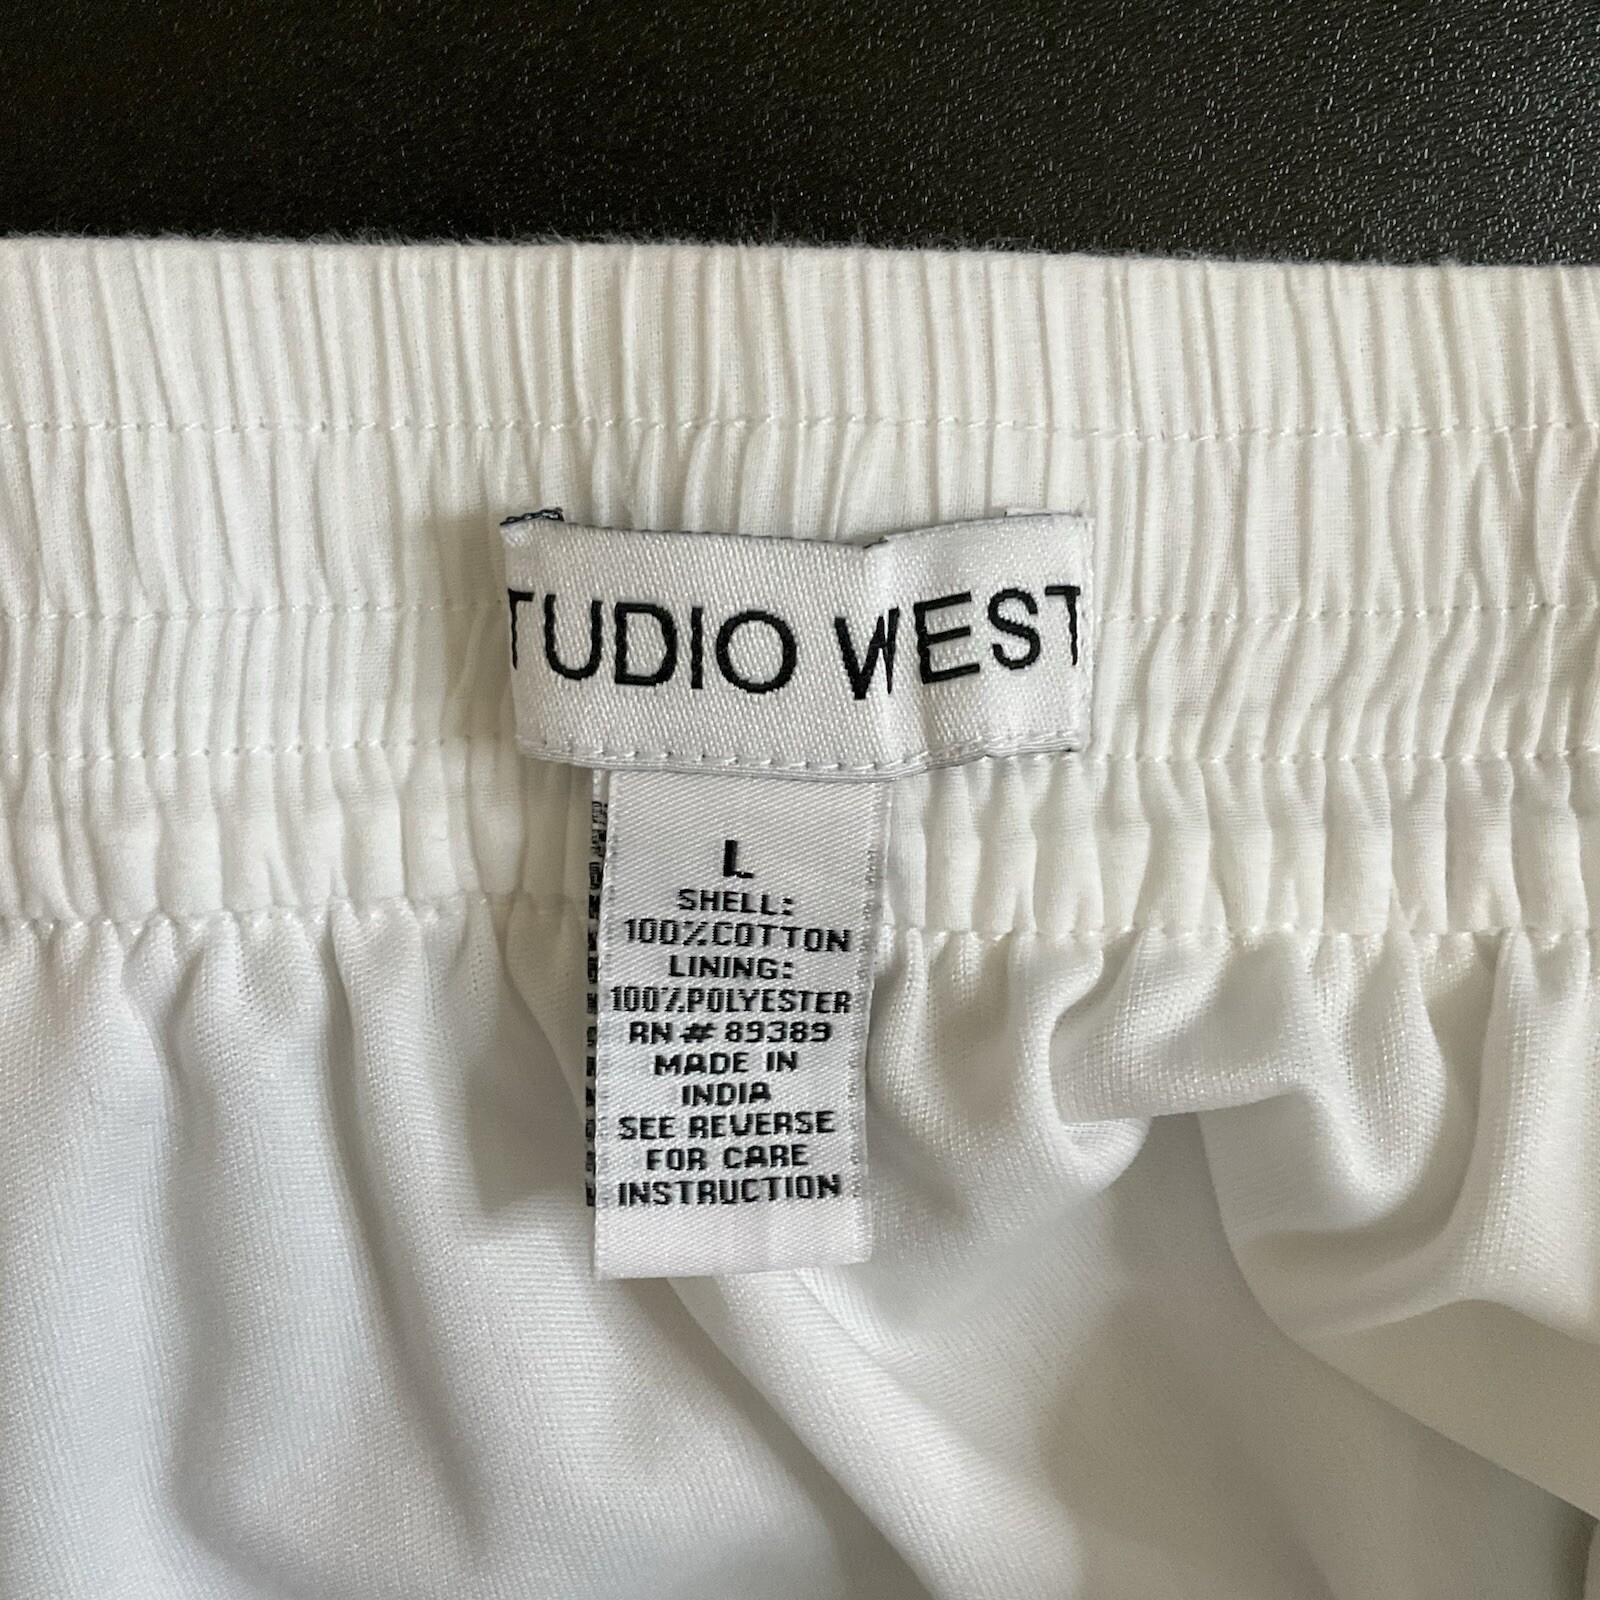 TUDIO WEST
L
SHELL:
100%COTTON
LINING:
100%POLYESTER
RN # 89389
MADE IN
INDIA
SEE REVERSE
FOR CARE
INSTRUCTION